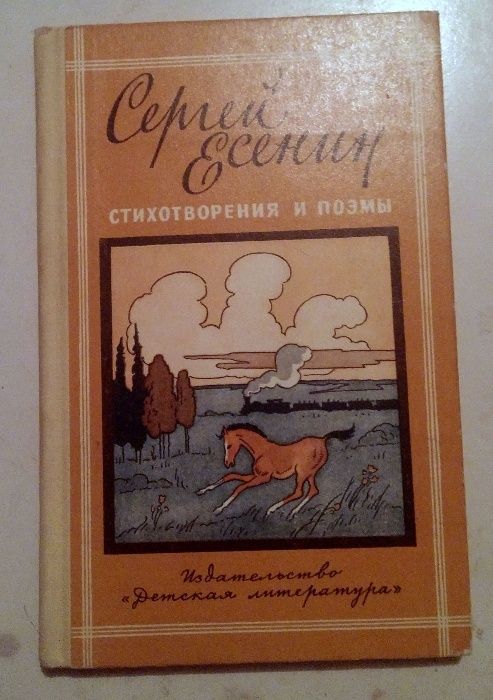 Сергей
Есенин
СТИХОТВОРЕНИЯ И ПОЭМЫ
Издательство
«Детская литература»